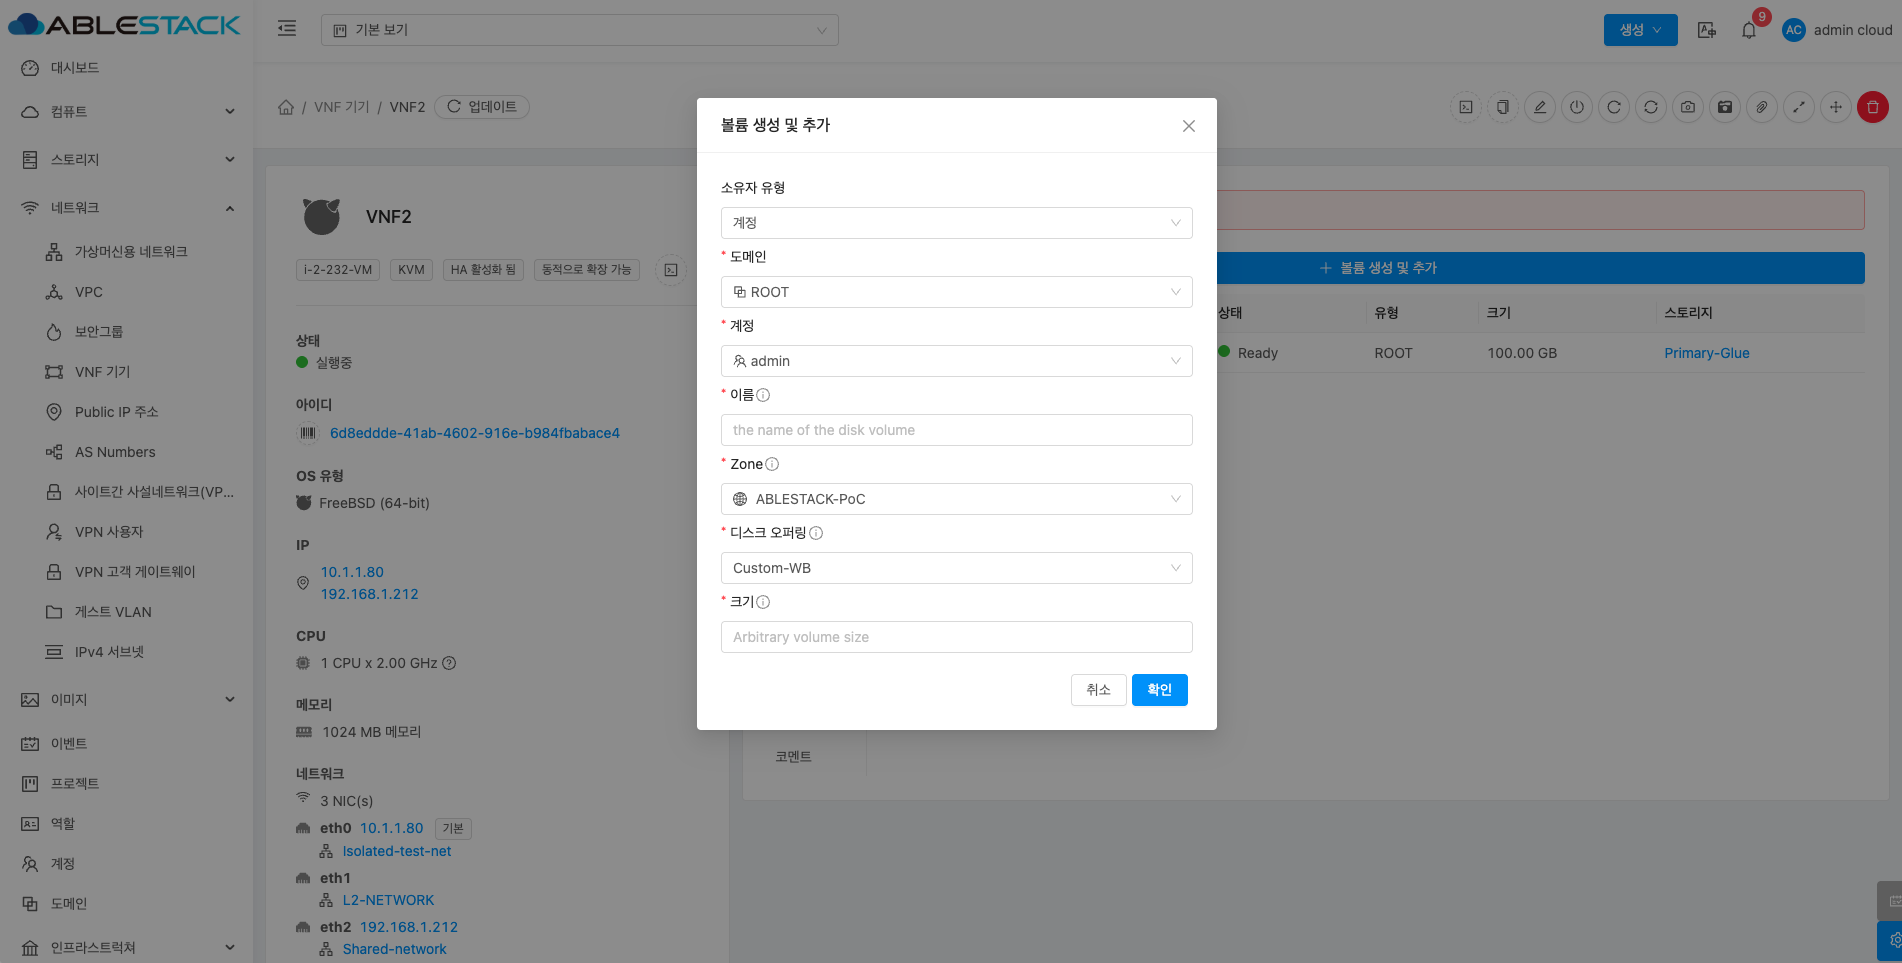 ABLESTACK
기본 보기
생성
9
AC
admin cloud
대시보드
컴퓨트
스토리지
네트워크
가상머신용 네트워크
VPC
보안그룹
VNF 기기
Public IP 주소
AS Numbers
사이트간 사설네트워크(VP...
VPN 사용자
VPN 고객 게이트웨이
게스트 VLAN
IPv4 서브넷
이미지
이벤트
프로젝트
역할
계정
도메인
인프라스트럭쳐
/ VNF 기기 / VNF2
업데이트
VNF2
i-2-232-VM
KVM
HA 활성화 됨
동적으로 확장 가능
상태
실행중
아이디
6d8eddde-41ab-4602-916e-b984fbabace4
OS 유형
FreeBSD (64-bit)
IP
10.1.1.80
192.168.1.212
CPU
1 CPU x 2.00 GHz
메모리
1024 MB 메모리
네트워크
3 NIC(s)
eth0 10.1.1.80 기본
Isolated-test-net
eth1
L2-NETWORK
eth2 192.168.1.212
Shared-network
볼륨 생성 및 추가
소유자 유형
계정
* 도메인
ROOT
* 계정
admin
* 이름
the name of the disk volume
* Zone
ABLESTACK-PoC
* 디스크 오퍼링
Custom-WB
* 크기
Arbitrary volume size
취소
확인
볼륨 생성 및 추가
상태 유형 크기 스토리지
Ready ROOT 100.00 GB Primary-Glue
코멘트